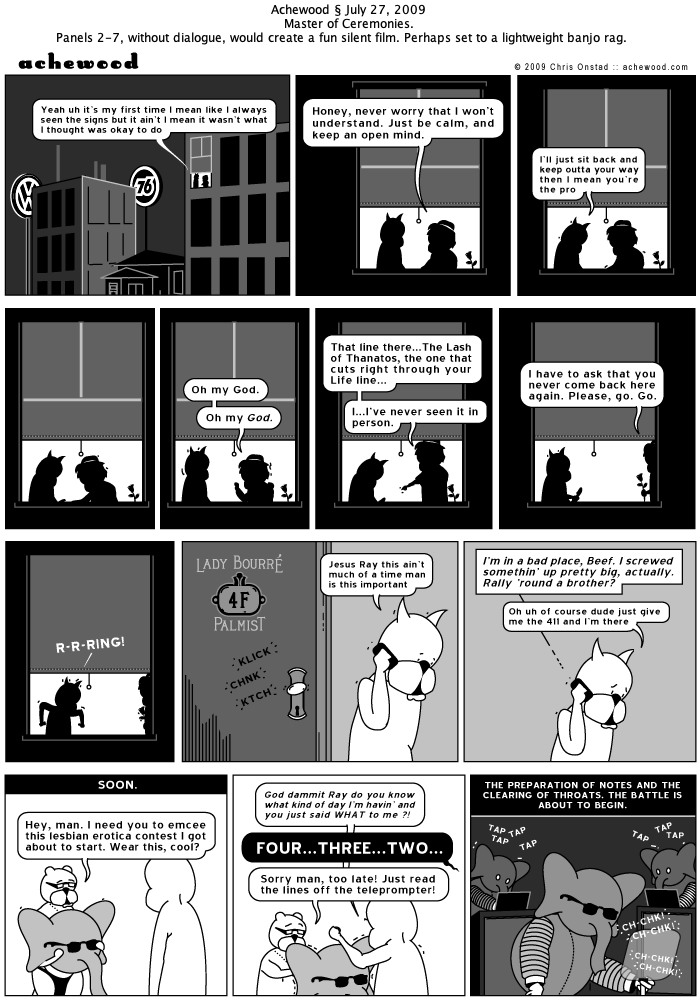 Achewood § July 27, 2009
Master of Ceremonies.
Panels 2-7, without dialogue, would create a fun silent film. Perhaps set to a lightweight banjo rag.
achewood
© 2009 Chris Onstad :: achewood.com
Yeah uh it's my first time I mean like I always
seen the signs but it ain't I mean it wasn't what
I thought was okay to do
VW
76
Honey, never worry that I won't
understand. Just be calm, and
keep an open mind.
I'll just sit back and
keep outta your way
then I mean you're
the pro
Oh my God.
Oh my God.
That line there...The Lash
of Thanatos, the one that
cuts right through your
Life line...
I...I've never seen it in
person.
I have to ask that you
never come back here
again. Please, go. Go.
R-R-RING!
LADY BOURRÉ
4F
PALMIST
KLICK
CHNK
KTCH
Jesus Ray this ain't
much of a time man
is this important
I'm in a bad place, Beef. I screwed
somethin' up pretty big, actually.
Rally 'round a brother?
Oh uh of course dude just give
me the 411 and I'm there
SOON.
Hey, man. I need you to emcee
this lesbian erotica contest I got
about to start. Wear this, cool?
God dammit Ray do you know
what kind of day I'm havin' and
you just said WHAT to me ?!
FOUR...THREE...TWO...
Sorry man, too late! Just read
the lines off the teleprompter!
THE PREPARATION OF NOTES AND THE
CLEARING OF THROATS. THE BATTLE IS
ABOUT TO BEGIN.
TAP
TAP
TAP
TAP
TAP
TAP
TAP
TAP
CH-CHK!
CH-CHK!
CH-CHK!
CH-CHK!